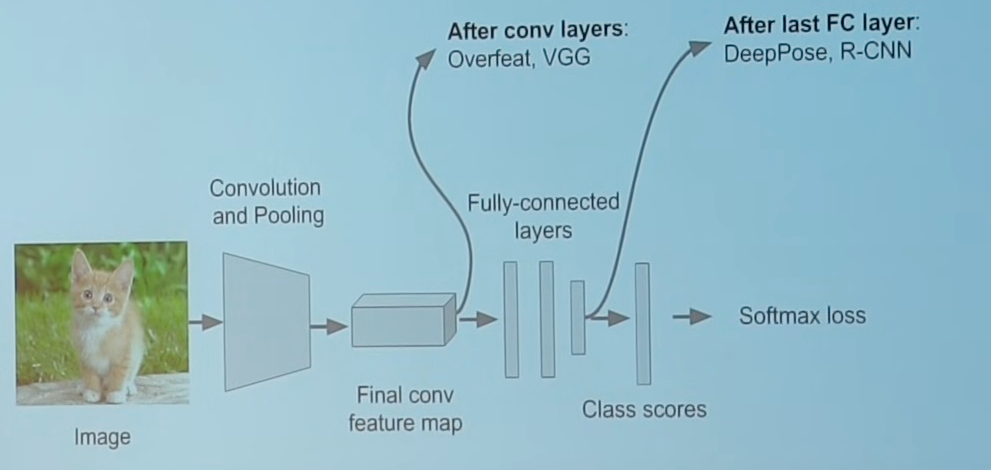 After conv layers:
Overfeat, VGG
After last FC layer:
DeepPose, R-CNN
Convolution
and Pooling
Fully-connected
layers
Softmax loss
Final conv
feature map
Class scores
Image